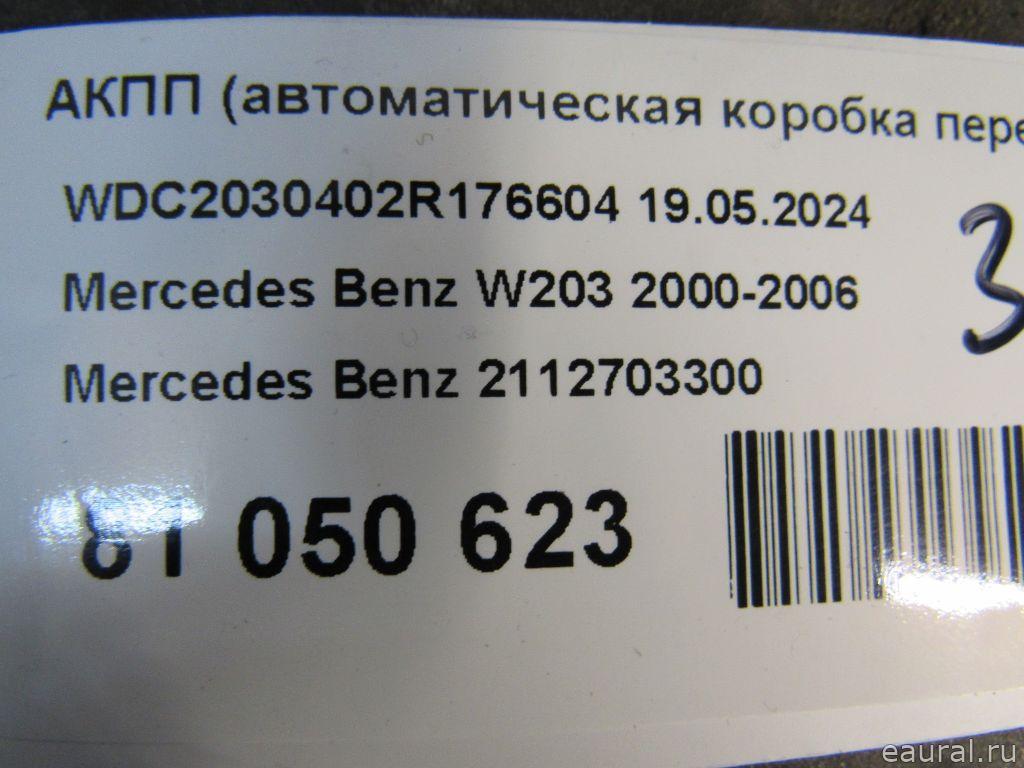 АКПП (автоматическая коробка пере
WDC2030402R176604 19.05.2024
Mercedes Benz W203 2000-2006
3
Mercedes Benz 2112703300
81 050 623
eaural.ru